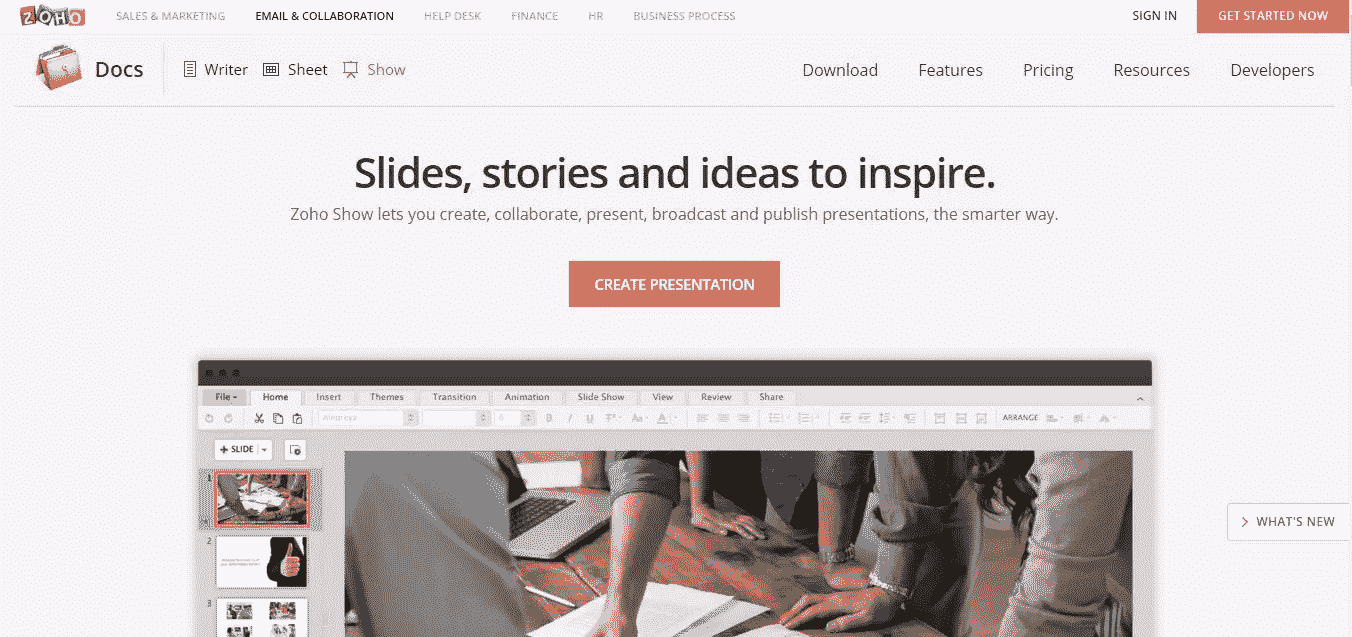 ZOHO SALES & MARKETING EMAIL & COLLABORATION HELP DESK FINANCE HR BUSINESS PROCESS SIGN IN GET STARTED NOW
Docs Writer Sheet Show Download Features Pricing Resources Developers
Slides, stories and ideas to inspire.
Zoho Show lets you create, collaborate, present, broadcast and publish presentations, the smarter way.
CREATE PRESENTATION
File Home Insert Themes Transition Animation Slide Show View Review Share
Alegreya 6 B I U ARRANGE
+ SLIDE
1
2
3
WHAT'S NEW